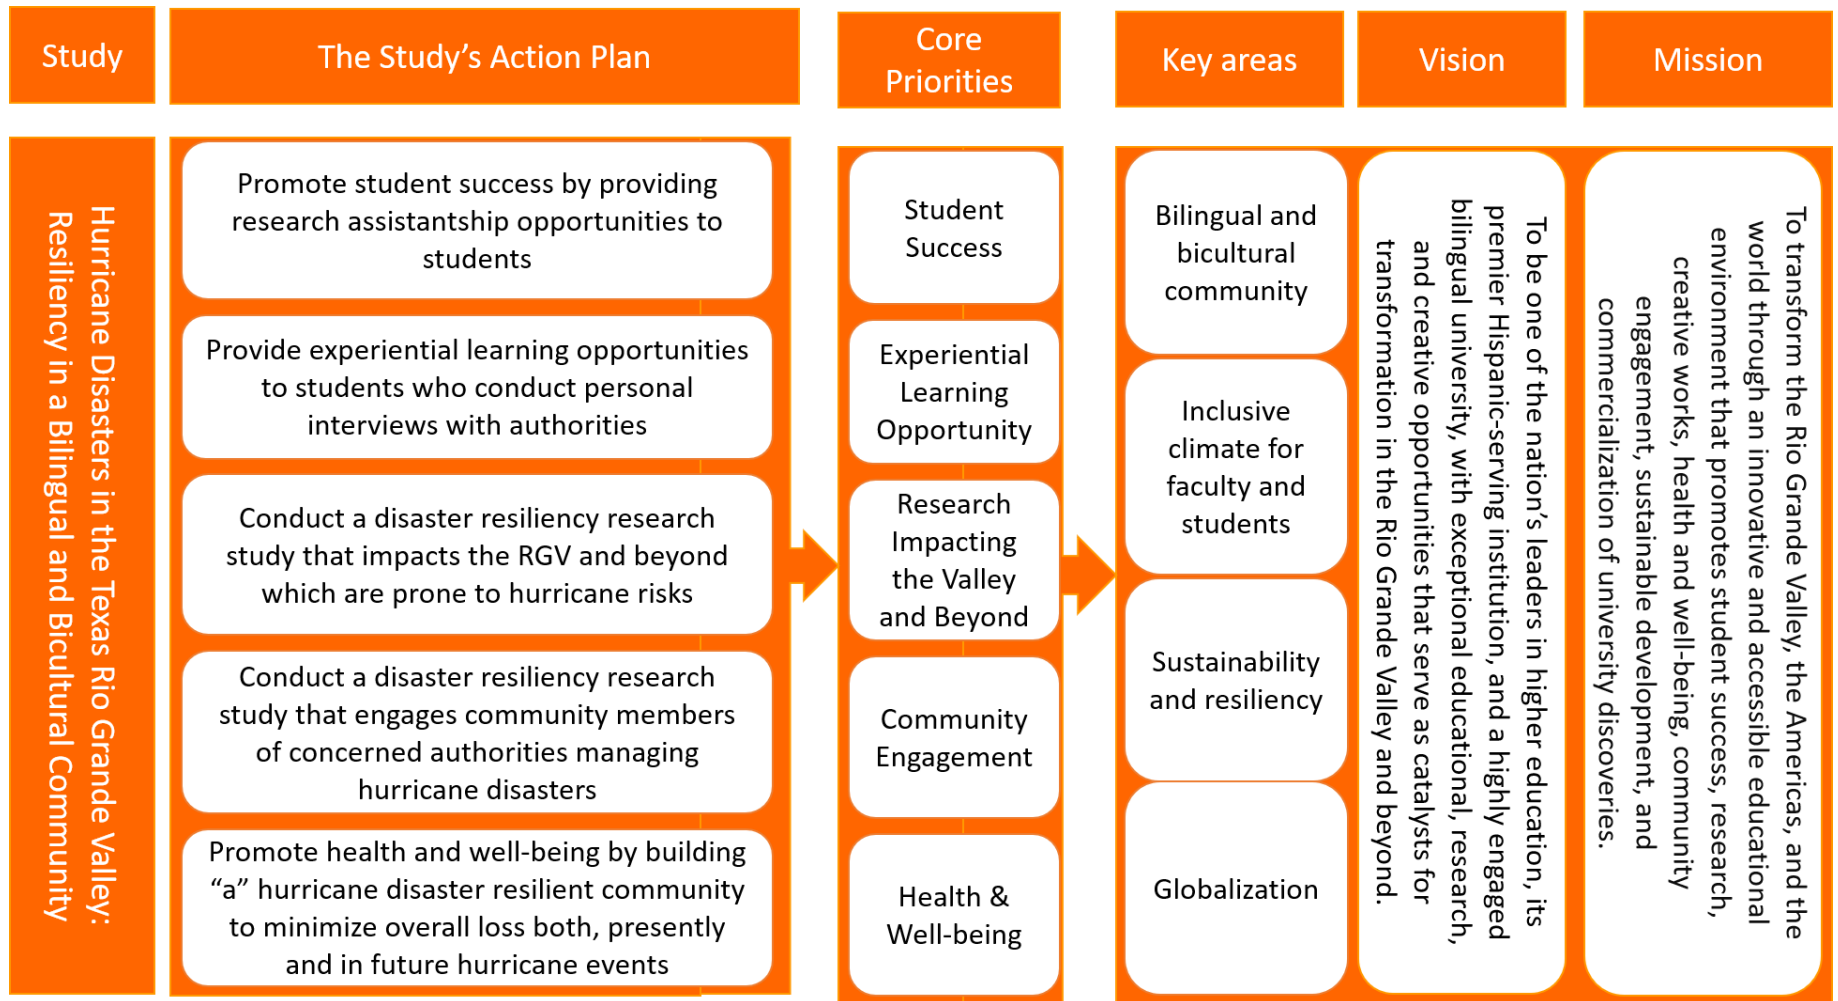 Study
The Study’s Action Plan
Core
Priorities
Key areas
Vision
Mission
Hurricane Disasters in the Texas Rio Grande Valley:
Resiliency in a Bilingual and Bicultural Community
Promote student success by providing
research assistantship opportunities to
students
Provide experiential learning opportunities
to students who conduct personal
interviews with authorities
Conduct a disaster resiliency research
study that impacts the RGV and beyond
which are prone to hurricane risks
Conduct a disaster resiliency research
study that engages community members
of concerned authorities managing
hurricane disasters
Promote health and well-being by building
“a” hurricane disaster resilient community
to minimize overall loss both, presently
and in future hurricane events
Student
Success
Experiential
Learning
Opportunity
Research
Impacting
the Valley
and Beyond
Community
Engagement
Health &
Well-being
Bilingual and
bicultural
community
Inclusive
climate for
faculty and
students
Sustainability
and resiliency
Globalization
To be one of the nation’s leaders in higher education, its
premier Hispanic-serving institution, and a highly engaged
bilingual university, with exceptional educational, research,
and creative opportunities that serve as catalysts for
transformation in the Rio Grande Valley and beyond.
To transform the Rio Grande Valley, the Americas, and the
world through an innovative and accessible educational
environment that promotes student success, research,
creative works, health and well-being, community
engagement, sustainable development, and
commercialization of university discoveries.